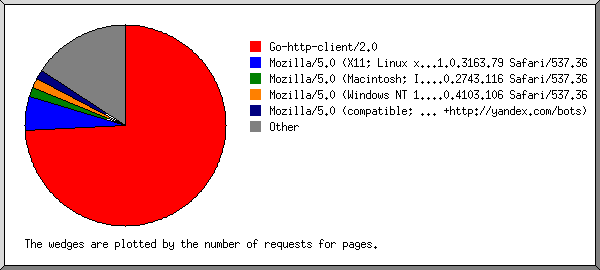 Go-http-client/2.0
Mozilla/5.0 (X11; Linux x...1.0.3163.79 Safari/537.36
Mozilla/5.0 (Macintosh; I....0.2743.116 Safari/537.36
Mozilla/5.0 (Windows NT 1....0.4103.106 Safari/537.36
Mozilla/5.0 (compatible; ... +http://yandex.com/bots)
Other
The wedges are plotted by the number of requests for pages.